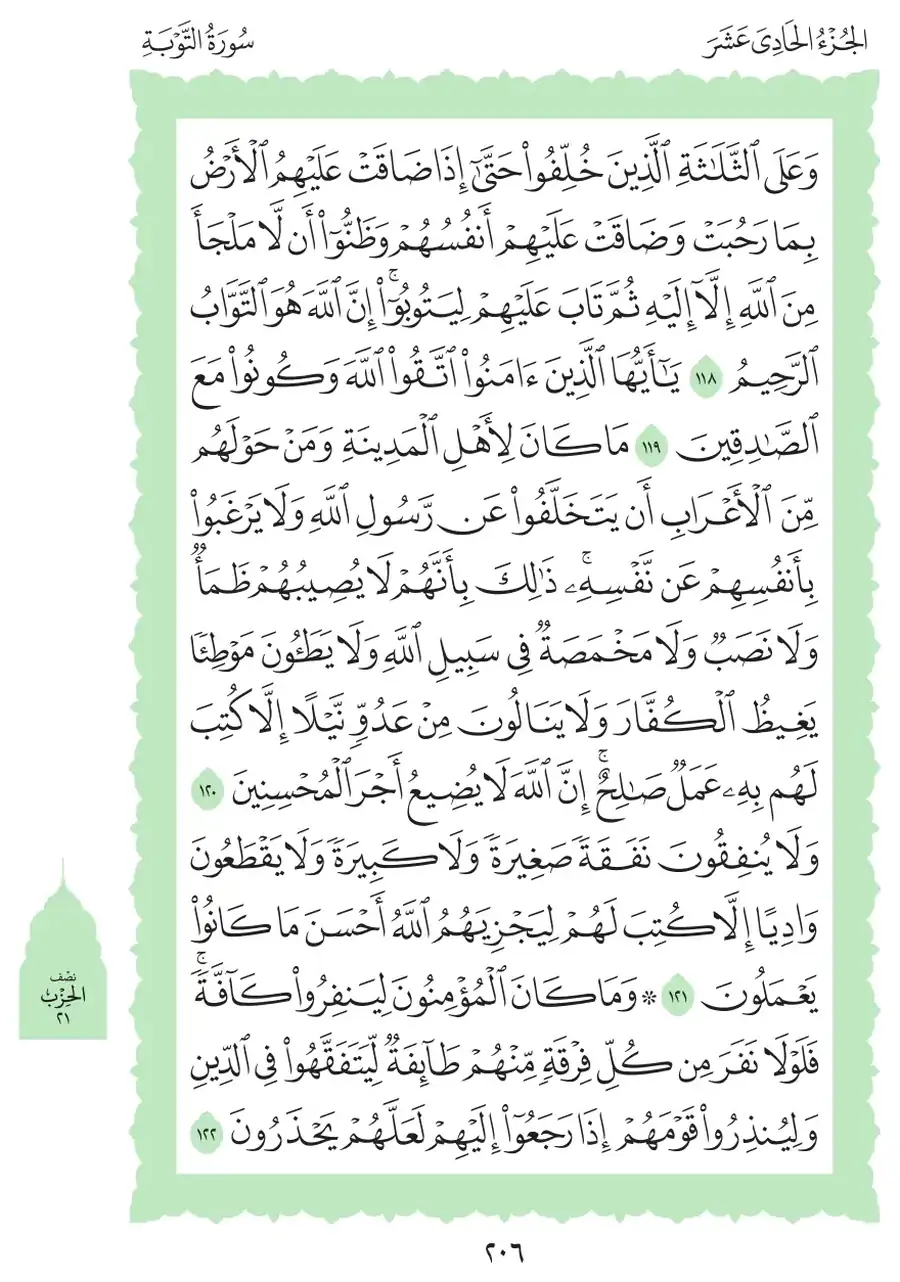 الجُزْءُ الحَادِىَ عَشَرَ
سُورَةُ التَّوْبَةِ
وَعَلَى ٱلثَّلَٰثَةِ ٱلَّذِينَ خُلِّفُوا۟ حَتَّىٰٓ إِذَا ضَاقَتْ عَلَيْهِمُ ٱلْأَرْضُ
بِمَا رَحُبَتْ وَضَاقَتْ عَلَيْهِمْ أَنفُسُهُمْ وَظَنُّوٓا۟ أَن لَّا مَلْجَأَ
مِنَ ٱللَّهِ إِلَّآ إِلَيْهِ ثُمَّ تَابَ عَلَيْهِمْ لِيَتُوبُوٓا۟ ۚ إِنَّ ٱللَّهَ هُوَ ٱلتَّوَّابُ
ٱلرَّحِيمُ ١١٨ يَٰٓأَيُّهَا ٱلَّذِينَ ءَامَنُوا۟ ٱتَّقُوا۟ ٱللَّهَ وَكُونُوا۟ مَعَ
ٱلصَّٰدِقِينَ ١١٩ مَا كَانَ لِأَهْلِ ٱلْمَدِينَةِ وَمَنْ حَوْلَهُم
مِّنَ ٱلْأَعْرَابِ أَن يَتَخَلَّفُوا۟ عَن رَّسُولِ ٱللَّهِ وَلَا يَرْغَبُوا۟
بِأَنفُسِهِمْ عَن نَّفْسِهِۦ ۚ ذَٰلِكَ بِأَنَّهُمْ لَا يُصِيبُهُمْ ظَمَأٌ
وَلَا نَصَبٌ وَلَا مَخْمَصَةٌ فِى سَبِيلِ ٱللَّهِ وَلَا يَطَـُٔونَ مَوْطِئًا
يَغِيظُ ٱلْكُفَّارَ وَلَا يَنَالُونَ مِنْ عَدُوٍّ نَّيْلًا إِلَّا كُتِبَ
لَهُم بِهِۦ عَمَلٌ صَٰلِحٌ ۚ إِنَّ ٱللَّهَ لَا يُضِيعُ أَجْرَ ٱلْمُحْسِنِينَ ١٢٠
وَلَا يُنفِقُونَ نَفَقَةً صَغِيرَةً وَلَا كَبِيرَةً وَلَا يَقْطَعُونَ
وَادِيًا إِلَّا كُتِبَ لَهُمْ لِيَجْزِيَهُمُ ٱللَّهُ أَحْسَنَ مَا كَانُوا۟
يَعْمَلُونَ ١٢١ * وَمَا كَانَ ٱلْمُؤْمِنُونَ لِيَنفِرُوا۟ كَآفَّةً ۚ
فَلَوْلَا نَفَرَ مِن كُلِّ فِرْقَةٍ مِّنْهُمْ طَآئِفَةٌ لِّيَتَفَقَّهُوا۟ فِى ٱلدِّينِ
وَلِيُنذِرُوا۟ قَوْمَهُمْ إِذَا رَجَعُوٓا۟ إِلَيْهِمْ لَعَلَّهُمْ يَحْذَرُونَ ١٢٢
نصْف
الحِزْب
٢١
٢٠٦